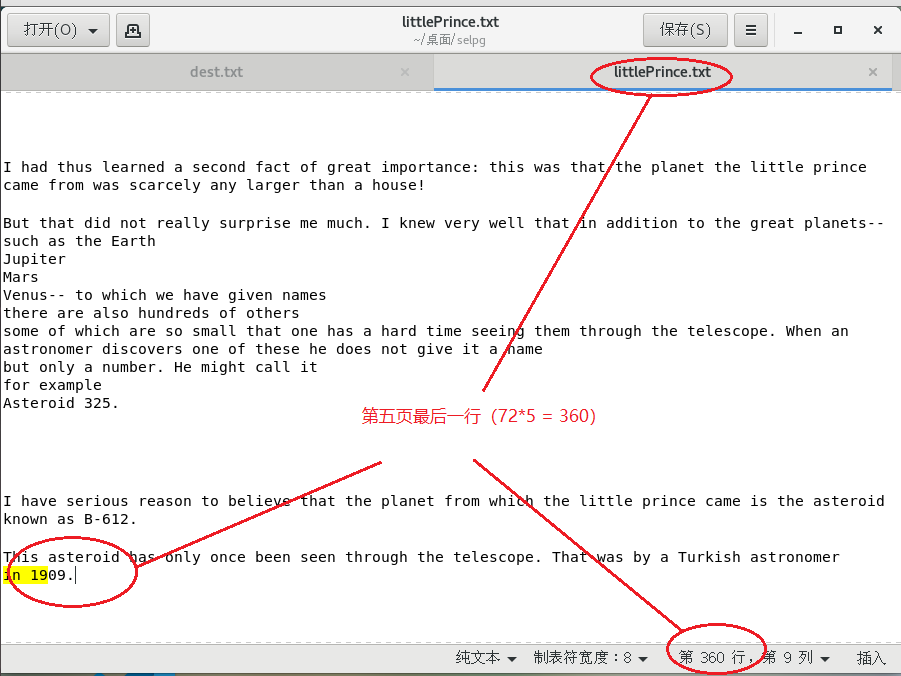 打开(O)
littlePrince.txt
~/桌面/selpg
保存(S)
dest.txt
littlePrince.txt
I had thus learned a second fact of great importance: this was that the planet the little prince
came from was scarcely any larger than a house!
But that did not really surprise me much. I knew very well that in addition to the great planets--
such as the Earth
Jupiter
Mars
Venus-- to which we have given names
there are also hundreds of others
some of which are so small that one has a hard time seeing them through the telescope. When an
astronomer discovers one of these he does not give it a name
but only a number. He might call it
for example
Asteroid 325.
第五页最后一行（72*5 = 360）
I have serious reason to believe that the planet from which the little prince came is the asteroid
known as B-612.
This asteroid has only once been seen through the telescope. That was by a Turkish astronomer
in 1909.
纯文本 制表符宽度：8 第 360 行，第 9 列 插入